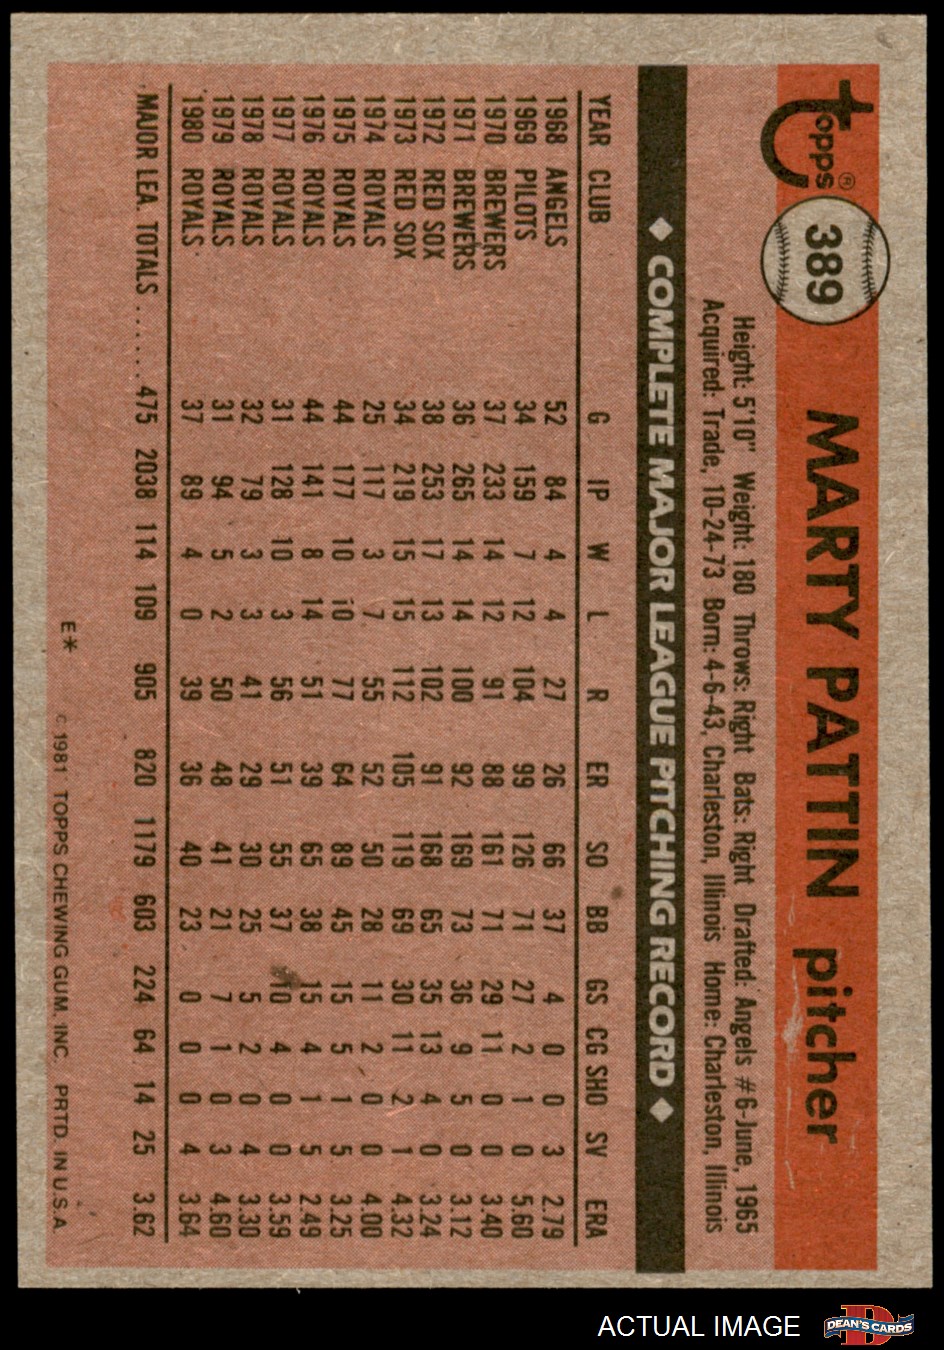 topps® 389 MARTY PATTIN pitcher
Height: 5'10" Weight: 180 Throws: Right Bats: Right Drafted: Angels #6-June, 1965
Acquired: Trade, 10-24-73 Born: 4-6-43, Charleston, Illinois Home: Charleston, Illinois
◆ COMPLETE MAJOR LEAGUE PITCHING RECORD ◆
YEAR CLUB G IP W L R ER SO BB GS CG SHO SV ERA
1968 ANGELS 52 84 4 4 27 26 66 37 4 0 0 3 2.79
1969 PILOTS 34 159 7 12 104 99 126 71 27 2 1 0 5.60
1970 BREWERS 37 233 14 12 91 88 161 71 29 11 0 0 3.40
1971 BREWERS 36 265 14 14 100 92 169 73 36 9 5 0 3.12
1972 RED SOX 38 253 17 13 102 91 168 65 35 13 4 0 3.24
1973 RED SOX 34 219 15 15 112 105 119 69 30 11 2 1 4.32
1974 ROYALS 25 117 3 7 55 52 50 28 11 2 0 0 4.00
1975 ROYALS 44 177 10 10 77 64 89 45 15 5 1 5 3.25
1976 ROYALS 44 141 8 14 51 39 65 38 15 4 1 5 2.49
1977 ROYALS 31 128 10 3 56 51 55 37 10 4 0 0 3.59
1978 ROYALS 32 79 3 3 41 29 30 25 5 2 0 4 3.30
1979 ROYALS 31 94 5 2 50 48 41 21 7 1 0 3 4.60
1980 ROYALS 37 89 4 0 39 36 40 23 0 0 0 4 3.64
MAJOR LEA. TOTALS ...... 475 2038 114 109 905 820 1179 603 224 64 14 25 3.62
E* © 1981 TOPPS CHEWING GUM, INC. PRTD. IN U.S.A.
ACTUAL IMAGE DEAN'S CARDS